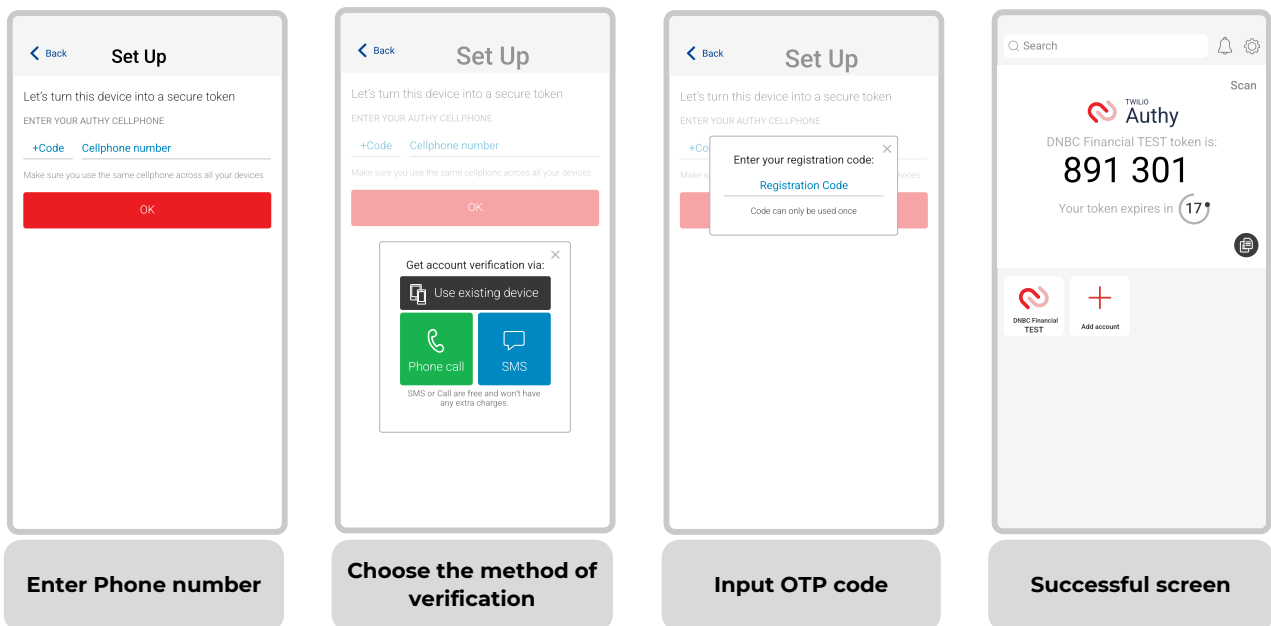 Back
Set Up
Let's turn this device into a secure token
ENTER YOUR AUTHY CELLPHONE
+Code Cellphone number
Make sure you use the same cellphone across all your devices
OK
Enter Phone number
Back
Set Up
Let's turn this device into a secure token
ENTER YOUR AUTHY CELLPHONE
+Code Cellphone number
Make sure you use the same cellphone across all your devices
OK
Get account verification via:
Use existing device
Phone call
SMS
SMS or Call are free and won't have
any extra charges.
Choose the method of
verification
Back
Set Up
Let's turn this device into a secure token
ENTER YOUR AUTHY CELLPHONE
+Co
Make s
evices
Enter your registration code:
Registration Code
Code can only be used once
Input OTP code
Search
Scan
TWILIO
Authy
DNBC Financial TEST token is:
891 301
Your token expires in 17
DNBC Financial
TEST
Add account
Successful screen